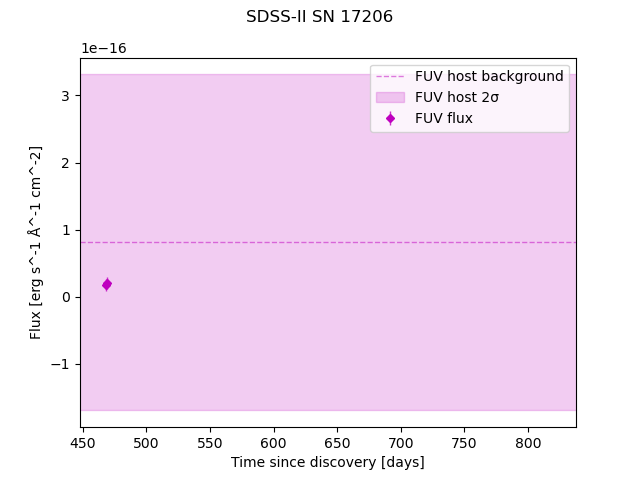 SDSS-II SN 17206
1e−16
FUV host background
FUV host 2σ
FUV flux
3
2
1
0
−1
Flux [erg s^-1 Å^-1 cm^-2]
450 500 550 600 650 700 750 800
Time since discovery [days]